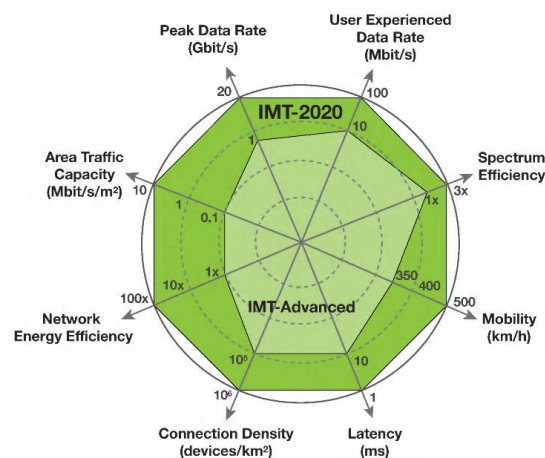 Peak Data Rate
(Gbit/s)
User Experienced
Data Rate
(Mbit/s)
20
100
IMT-2020
1
10
Area Traffic
Capacity
(Mbit/s/m²)
Spectrum
Efficiency
10
1
0.1
1x
3x
1x
10x
100x
350
400
500
IMT-Advanced
Network
Energy Efficiency
Mobility
(km/h)
10⁵
10
10⁶
1
Connection Density
(devices/km²)
Latency
(ms)